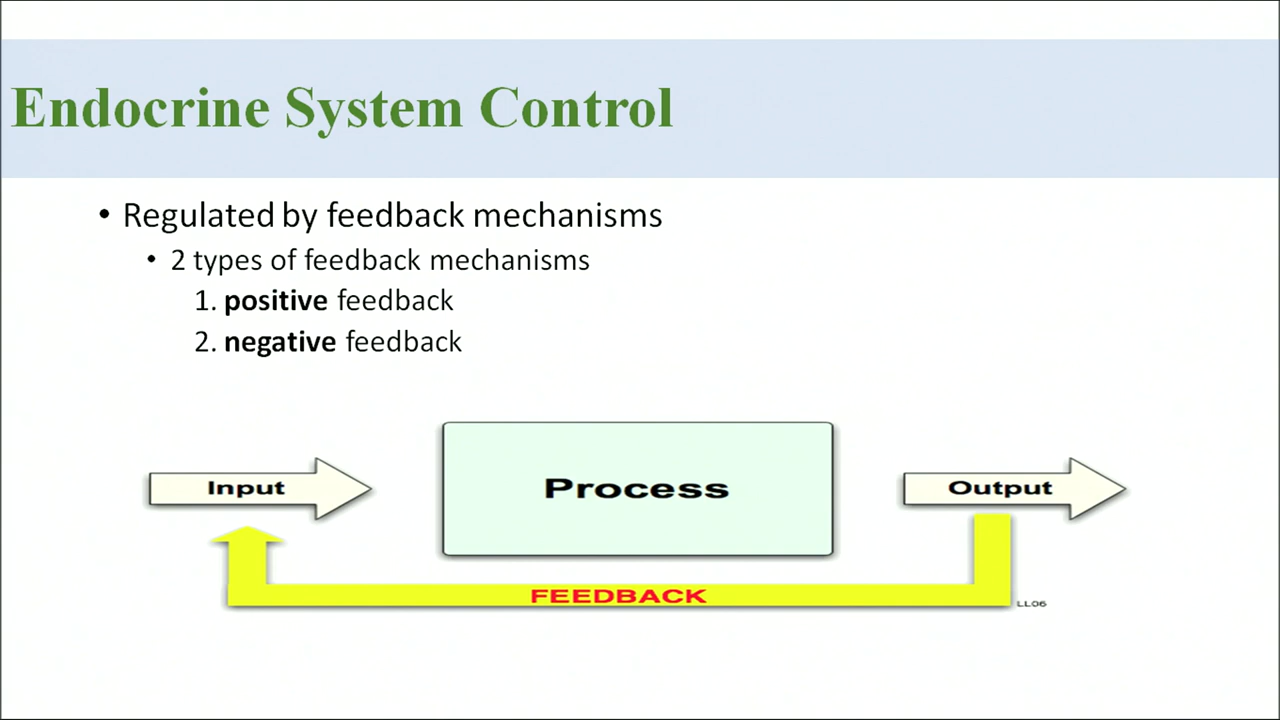 Endocrine System Control
• Regulated by feedback mechanisms
• 2 types of feedback mechanisms
1. positive feedback
2. negative feedback
Input
Process
Output
FEEDBACK
LL06